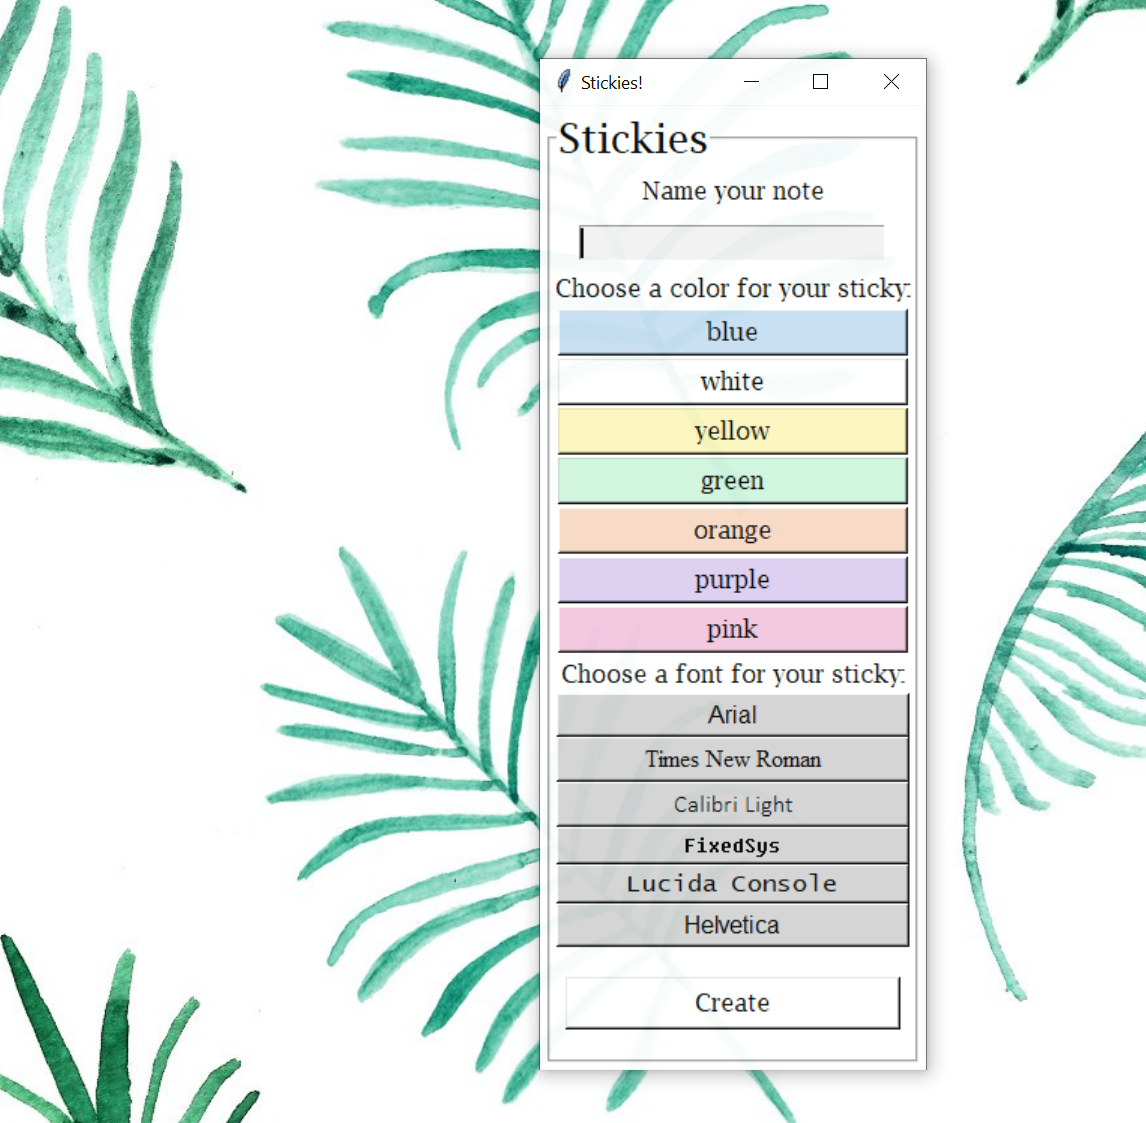 Stickies!
Stickies
Name your note
Choose a color for your sticky:
blue
white
yellow
green
orange
purple
pink
Choose a font for your sticky:
Arial
Times New Roman
Calibri Light
FixedSys
Lucida Console
Helvetica
Create